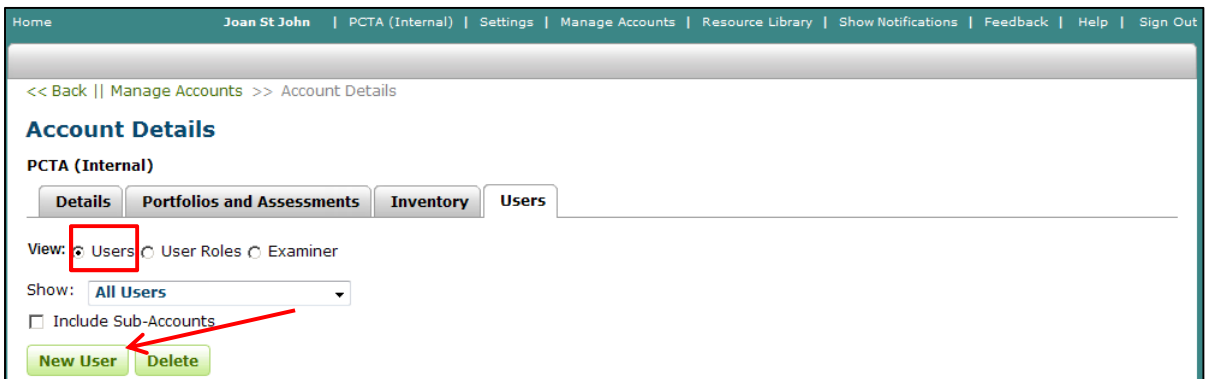 Home Joan St John | PCTA (Internal) | Settings | Manage Accounts | Resource Library | Show Notifications | Feedback | Help | Sign Out
<< Back || Manage Accounts >> Account Details
Account Details
PCTA (Internal)
Details Portfolios and Assessments Inventory Users
View: Users User Roles Examiner
Show: All Users
Include Sub-Accounts
New User Delete